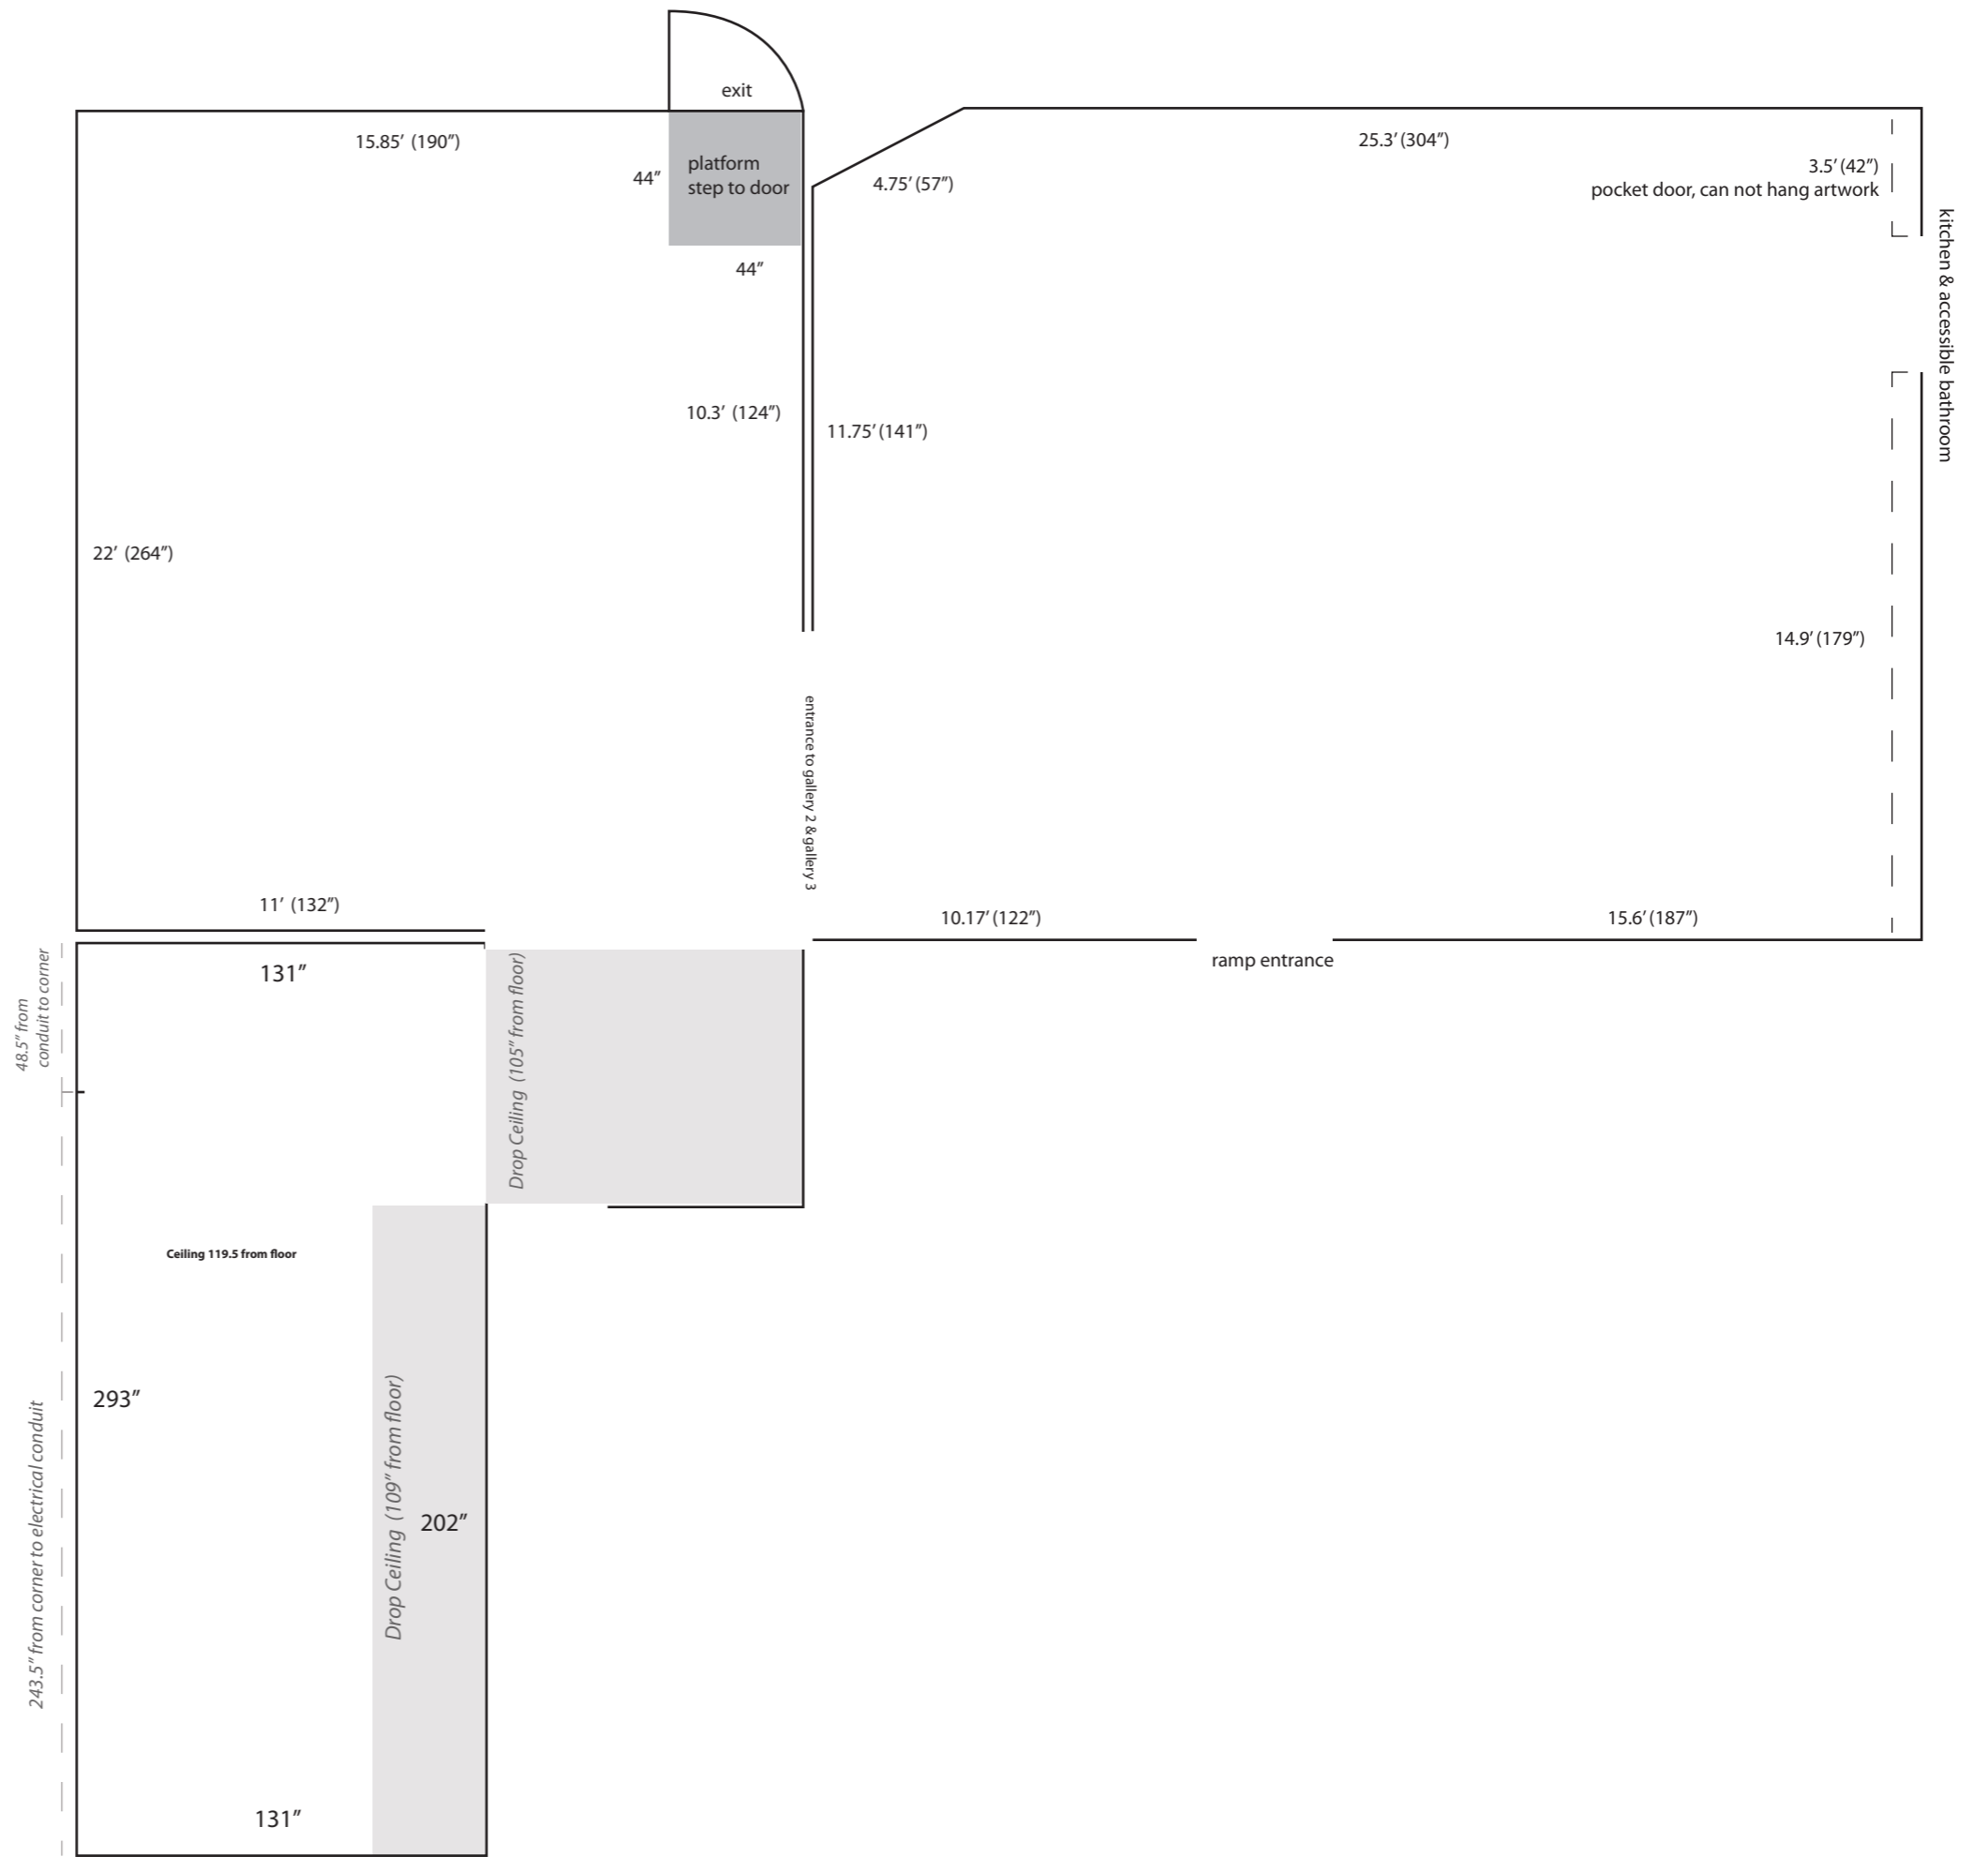 exit
15.85’ (190”)
44”
platform
step to door
44”
4.75’ (57”)
25.3’ (304”)
3.5’ (42”)
pocket door, can not hang artwork
kitchen & accessible bathroom
10.3’ (124”)
11.75’ (141”)
22’ (264”)
14.9’ (179”)
entrance to gallery 2 & gallery 3
11’ (132”)
10.17’ (122”)
15.6’ (187”)
ramp entrance
131”
48.5” from
conduit to corner
Drop Ceiling (105” from floor)
Ceiling 119.5 from floor
293”
243.5” from corner to electrical conduit
Drop Ceiling (109” from floor)
202”
131”